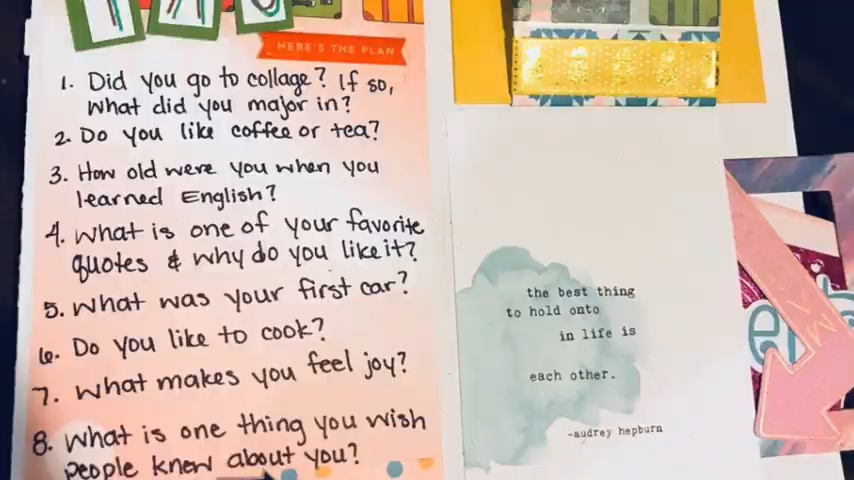 HERE'S THE PLAN
1. Did you go to collage? If so,
what did you major in?
2. Do you like coffee or tea?
3. How old were you when you
learned English?
4. What is one of your favorite
quotes & why do you like it?
5. What was your first car?
6. Do you like to cook?
7. What makes you feel joy?
8. What is one thing you wish
people knew about you?
the best thing
to hold onto
in life is
each other.
-audrey hepburn